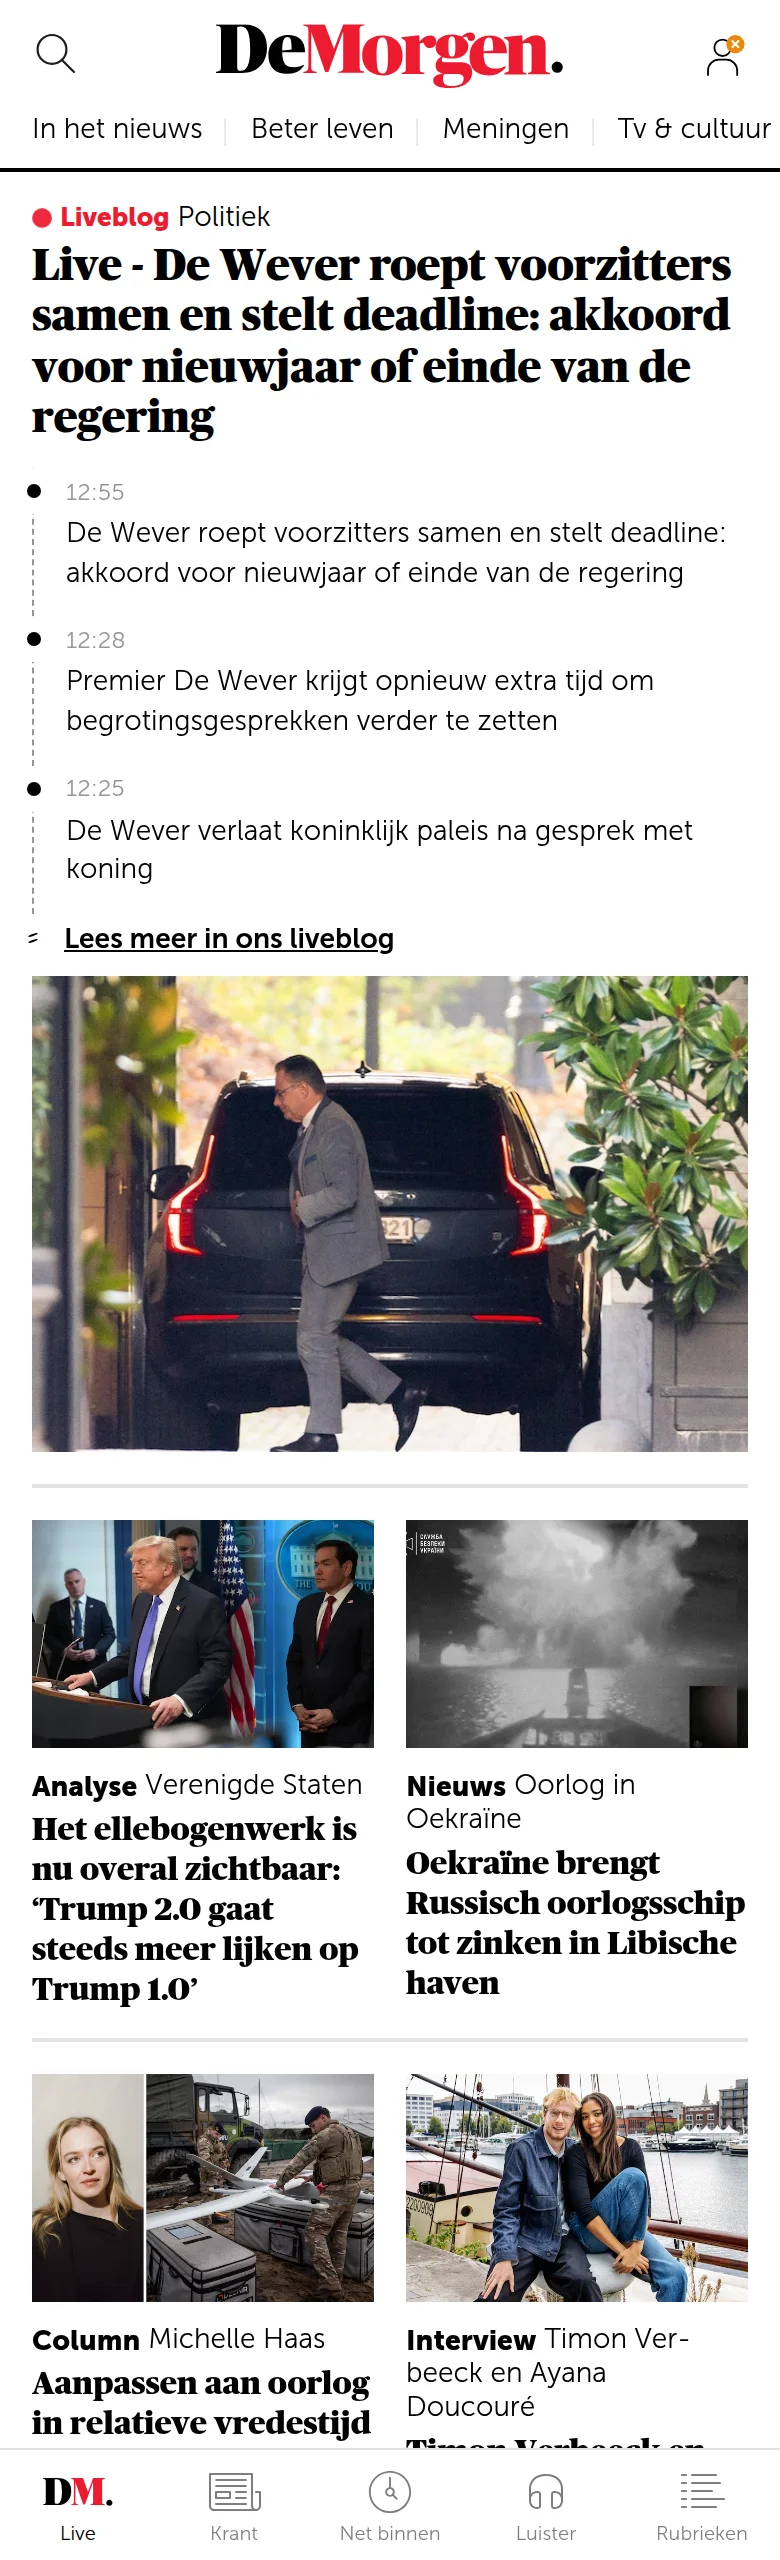 DeMorgen.
In het nieuws
Beter leven
Meningen
Tv & cultuur
Liveblog Politiek
Live - De Wever roept voorzitters
samen en stelt deadline: akkoord
voor nieuwjaar of einde van de
regering
12:55
De Wever roept voorzitters samen en stelt deadline:
akkoord voor nieuwjaar of einde van de regering
12:28
Premier De Wever krijgt opnieuw extra tijd om
begrotingsgesprekken verder te zetten
12:25
De Wever verlaat koninklijk paleis na gesprek met
koning
Lees meer in ons liveblog
СЛУЖБА
БЕЗПЕКИ
УКРАЇНИ
Analyse Verenigde Staten
Het ellebogenwerk is
nu overal zichtbaar:
‘Trump 2.0 gaat
steeds meer lijken op
Trump 1.0’
Nieuws Oorlog in
Oekraïne
Oekraïne brengt
Russisch oorlogsschip
tot zinken in Libische
haven
Column Michelle Haas
Aanpassen aan oorlog
in relatieve vredestijd
Interview Timon Ver-
beeck en Ayana
Doucouré
Timon Verbeeck en
DM.
Live
Krant
Net binnen
Luister
Rubrieken